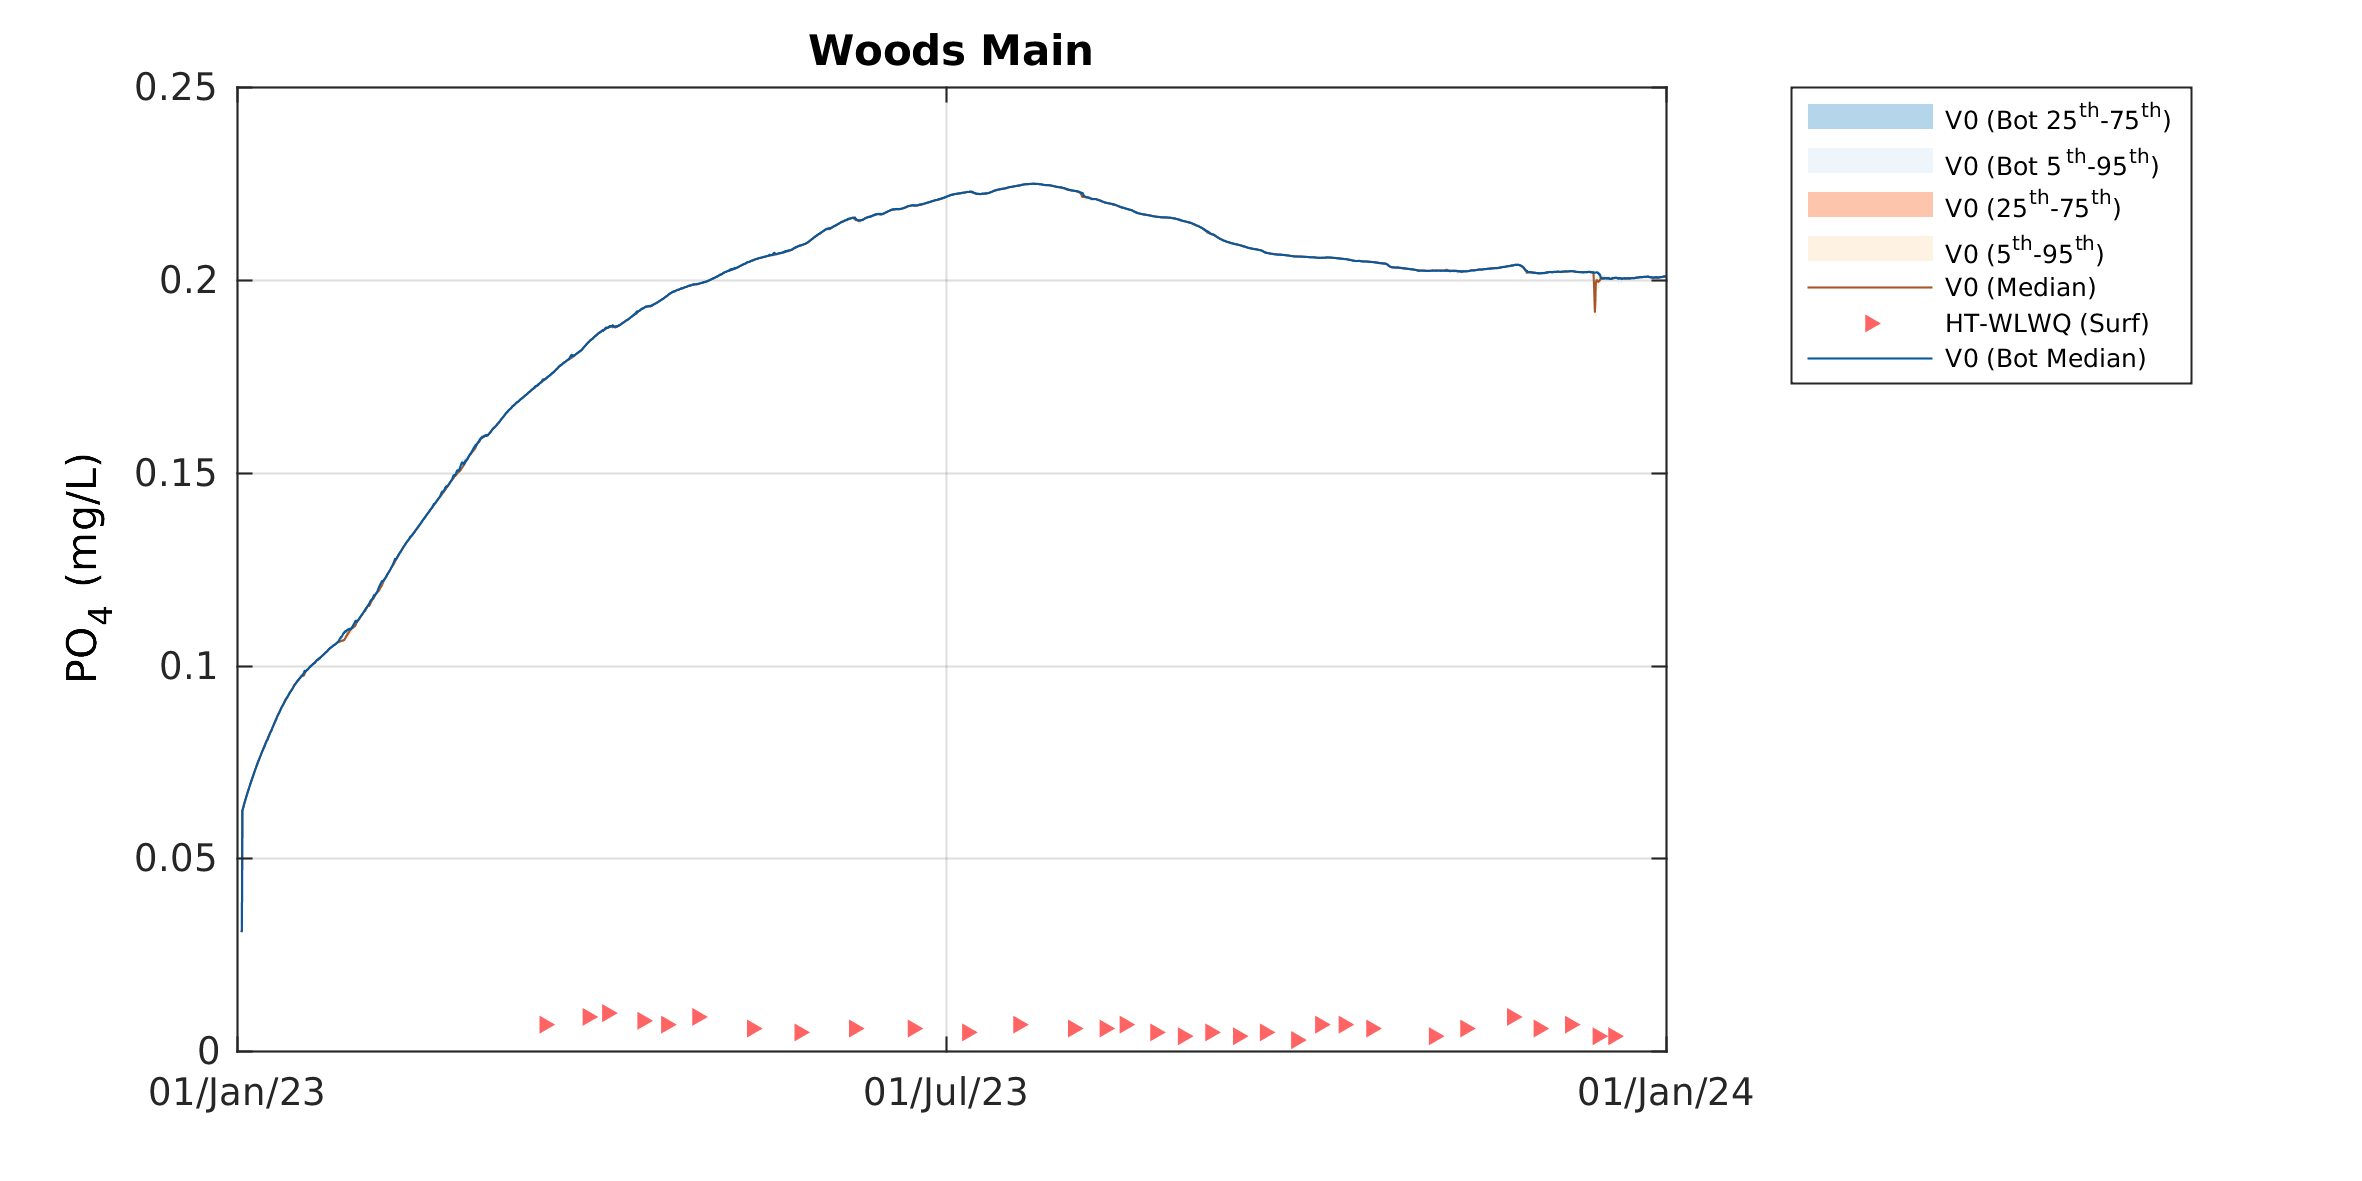 Woods Main
0.25
0.2
0.15
0.1
0.05
0
PO4 (mg/L)
01/Jan/23
01/Jul/23
01/Jan/24
V0 (Bot 25th-75th)
V0 (Bot 5th-95th)
V0 (25th-75th)
V0 (5th-95th)
V0 (Median)
HT-WLWQ (Surf)
V0 (Bot Median)